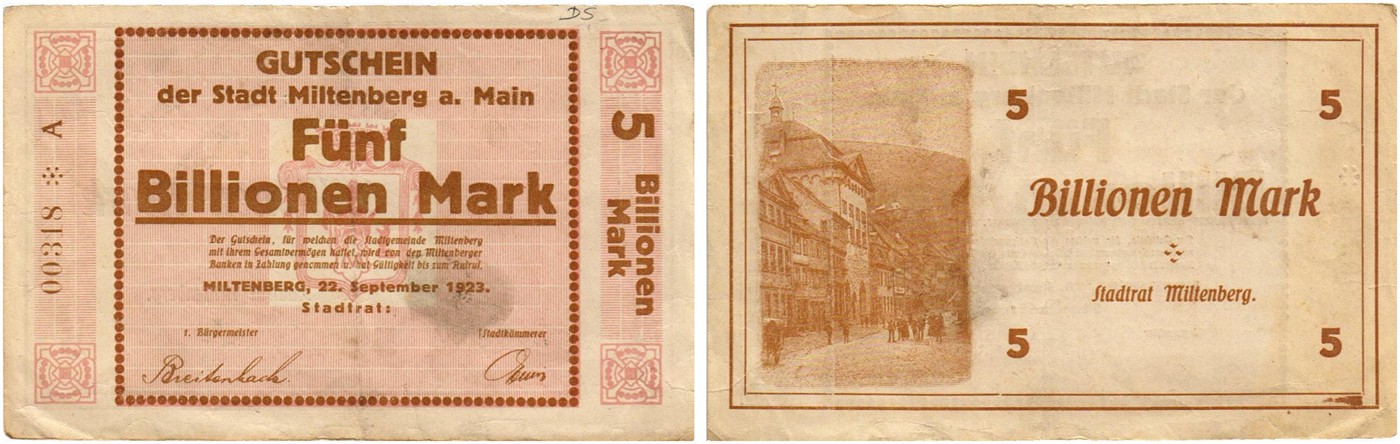 DS
GUTSCHEIN
der Stadt Miltenberg a. Main
Fünf
Billionen Mark
Der Gutschein, für welchen die Stadtgemeinde Miltenberg
mit ihrem Gesamtvermögen haftet, wird von den Miltenberger
Banken in Zahlung genommen u. hat Gültigkeit bis zum Aufruf.
MILTENBERG, 22. September 1923.
Stadtrat:
1. Bürgermeister
Stadtkämmerer
Breitenbach.
00318 A
5 Billionen
Mark
5
5
Billionen Mark
Stadtrat Miltenberg.
5
5